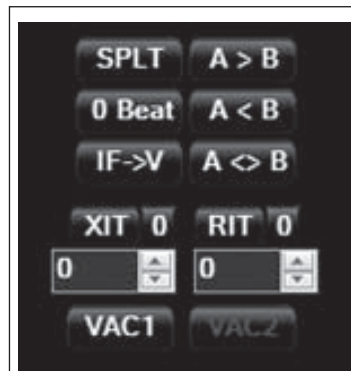 SPLT A > B
0 Beat A < B
IF->V A <> B
XIT 0 RIT 0
0 0
VAC1 VAC2